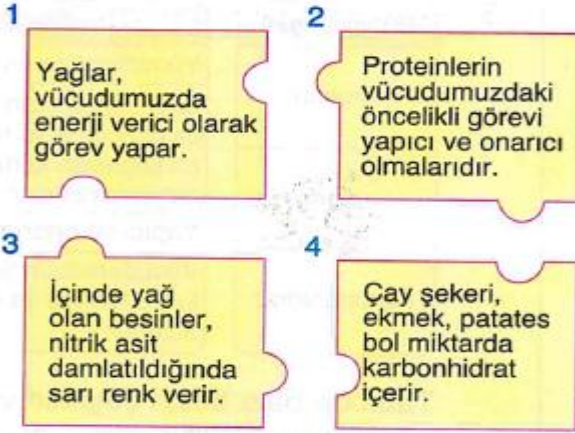 1
Yağlar,
vücudumuzda
enerji verici olarak
görev yapar.
2
Proteinlerin
vücudumuzdaki
öncelikli görevi
yapıcı ve onarıcı
olmalarıdır.
3
İçinde yağ
olan besinler,
nitrik asit
damlatıldığında
sarı renk verir.
4
Çay şekeri,
ekmek, patates
bol miktarda
karbonhidrat
içerir.